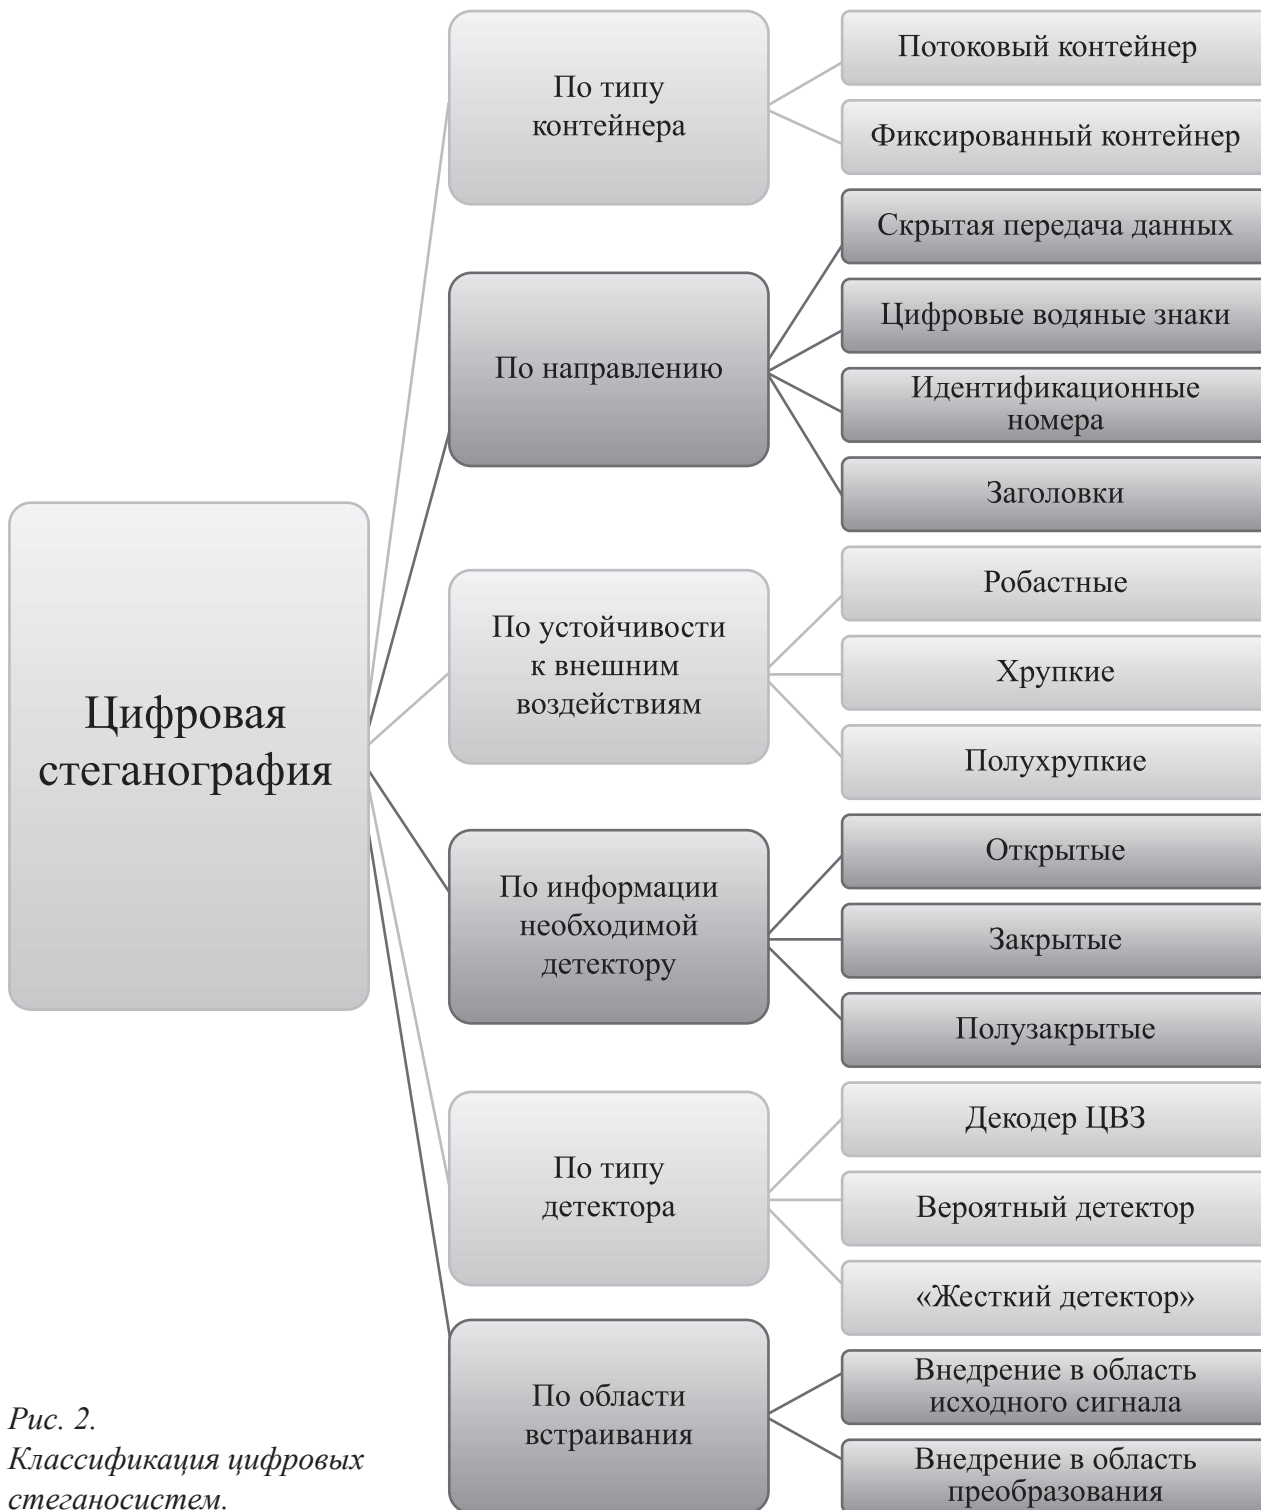 По типу
контейнера
Потоковый контейнер
Фиксированный контейнер
По направлению
Скрытая передача данных
Цифровые водяные знаки
Идентификационные
номера
Заголовки
Цифровая
стеганография
По устойчивости
к внешним
воздействиям
Робастные
Хрупкие
Полухрупкие
По информации
необходимой
детектору
Открытые
Закрытые
Полузакрытые
По типу
детектора
Декодер ЦВЗ
Вероятный детектор
«Жесткий детектор»
По области
встраивания
Внедрение в область
исходного сигнала
Внедрение в область
преобразования
Рис. 2.
Классификация цифровых
стеганосистем.